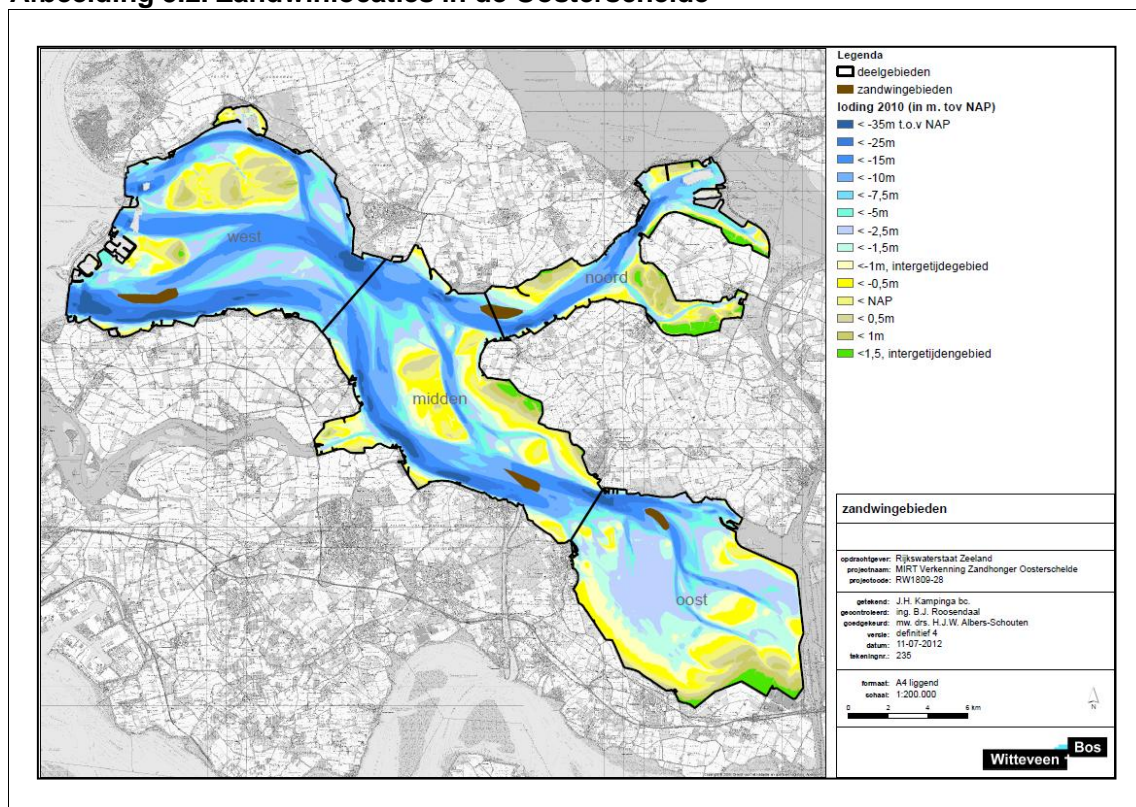 Afbeelding 3.2. Zandwinlocaties in de Oosterschelde
Legenda
deelgebieden
zandwingebieden
loding 2010 (in m. tov NAP)
< -35m t.o.v NAP
< -25m
< -15m
< -10m
< -7,5m
< -5m
< -2,5m
< -1,5m
<-1m, intergetijdegebied
< -0,5m
< NAP
< 0,5m
< 1m
<1,5, intergetijdengebied
west
noord
midden
oost
zandwingebieden
opdrachtgever: Rijkswaterstaat Zeeland
projectnaam: MIRT Verkenning Zandhonger Oosterschelde
projectcode: RW1809-28
getekend: J.H. Kampinga bc.
gecontroleerd: ing. B.J. Roosendaal
goedgekeurd: mw. drs. H.J.W. Albers-Schouten
versie: definitief 4
datum: 11-07-2012
tekeningnr.: 235
formaat: A4 liggend
schaal: 1:200.000
0 2 4 6 km
N
Witteveen + Bos